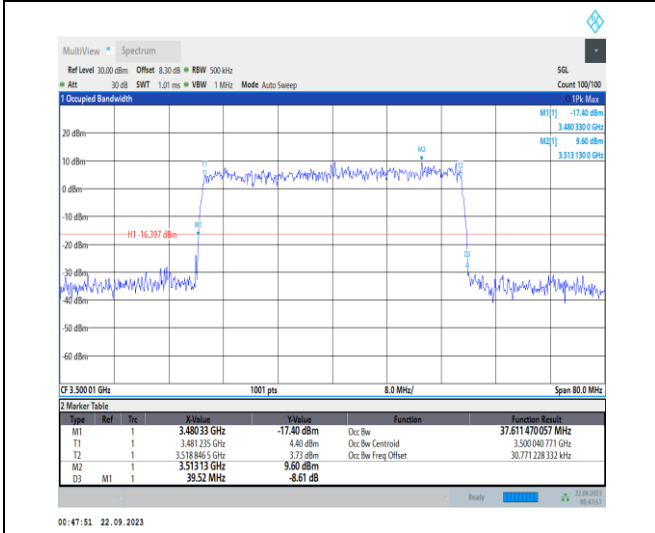 MultiView Spectrum
Ref Level 30.00 dBm Offset 8.30 dB RBW 500 kHz SGL
Att 30 dB SWT 1.01 ms VBW 1 MHz Mode Auto Sweep Count 100/100
1 Occupied Bandwidth 1Pk Max
M1[1] -17.40 dBm
3.480 330 0 GHz
20 dBm
M2[1] 9.60 dBm
3.513 130 0 GHz
M2
10 dBm
T1
T2
0 dBm
-10 dBm
M1
H1 -16.397 dBm
-20 dBm
D3
-30 dBm
-40 dBm
-50 dBm
-60 dBm
CF 3.500 01 GHz 1001 pts 8.0 MHz/ Span 80.0 MHz
2 Marker Table
Type Ref Trc X-Value Y-Value Function Function Result
M1 1 3.480 33 GHz -17.40 dBm Occ Bw 37.611 470 057 MHz
T1 1 3.481 235 GHz 4.40 dBm Occ Bw Centroid 3.500 040 771 GHz
T2 1 3.518 846 5 GHz 3.73 dBm Occ Bw Freq Offset 30.771 228 332 kHz
M2 1 3.513 13 GHz 9.60 dBm
D3 M1 1 39.52 MHz -8.61 dB
Ready 22.09.2023
00:47:51
00:47:51 22.09.2023